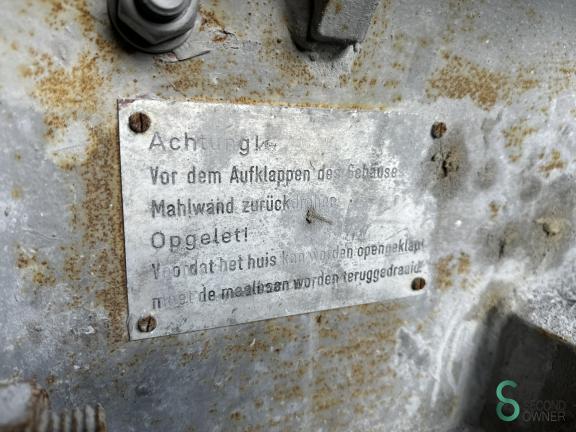 Achtung!
Vor dem Aufklappen des Gehäuses
Mahlwand zurückdrehen
Opgelet!
Voordat het huis kan worden opengeklapt
moet de maalbaan worden teruggedraaid
SECOND
OWNER